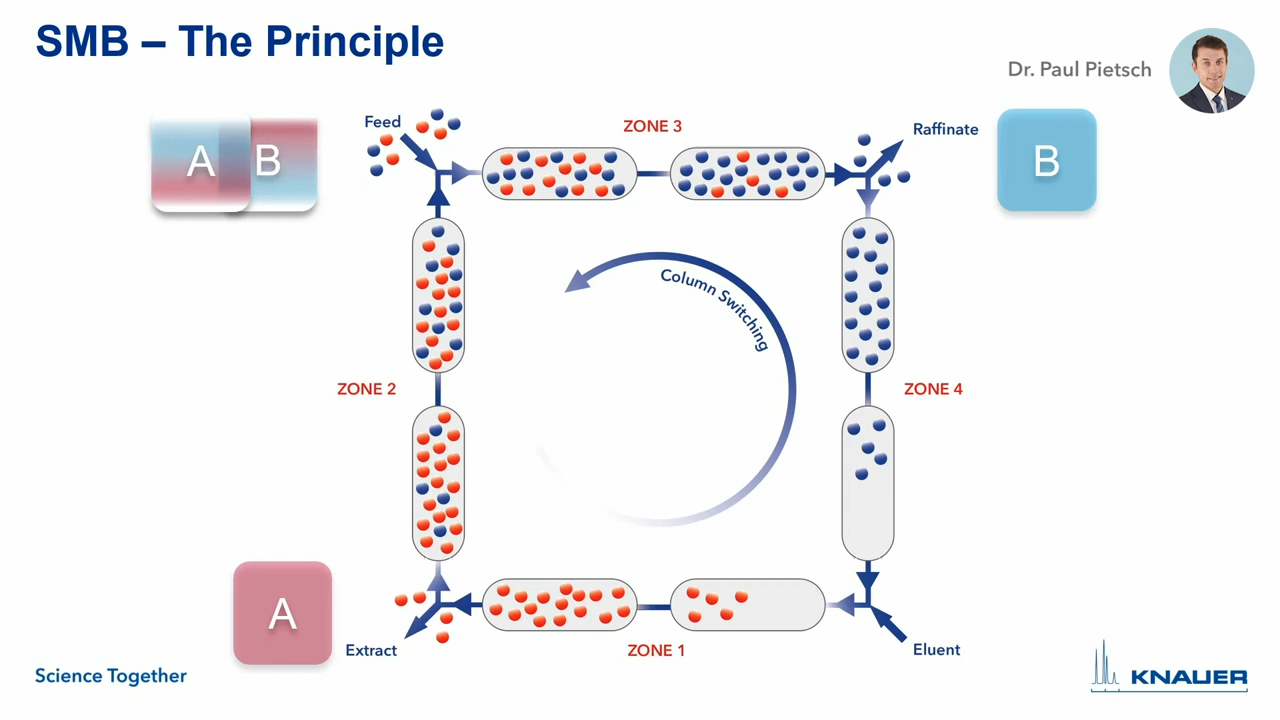 SMB – The Principle
Dr. Paul Pietsch
Feed
ZONE 3
Raffinate
A
B
B
Column Switching
ZONE 2
ZONE 4
A
Extract
ZONE 1
Eluent
Science Together
KNAUER